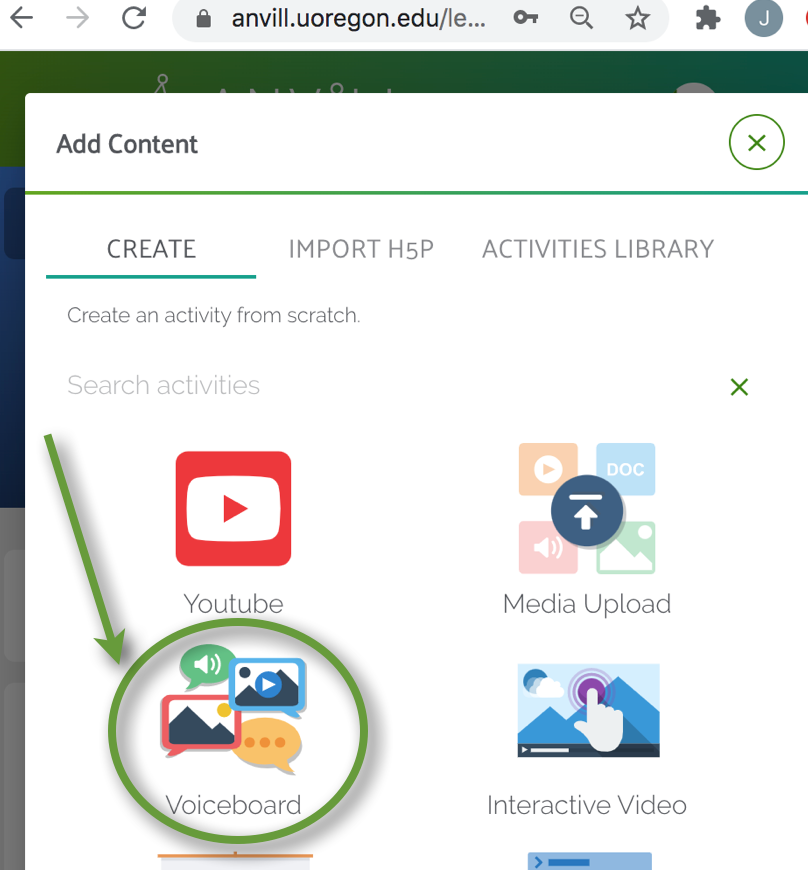 anvill.uoregon.edu/le...
J
Add Content
CREATE
IMPORT H5P
ACTIVITIES LIBRARY
Create an activity from scratch.
Search activities
DOC
Youtube
Media Upload
Voiceboard
Interactive Video